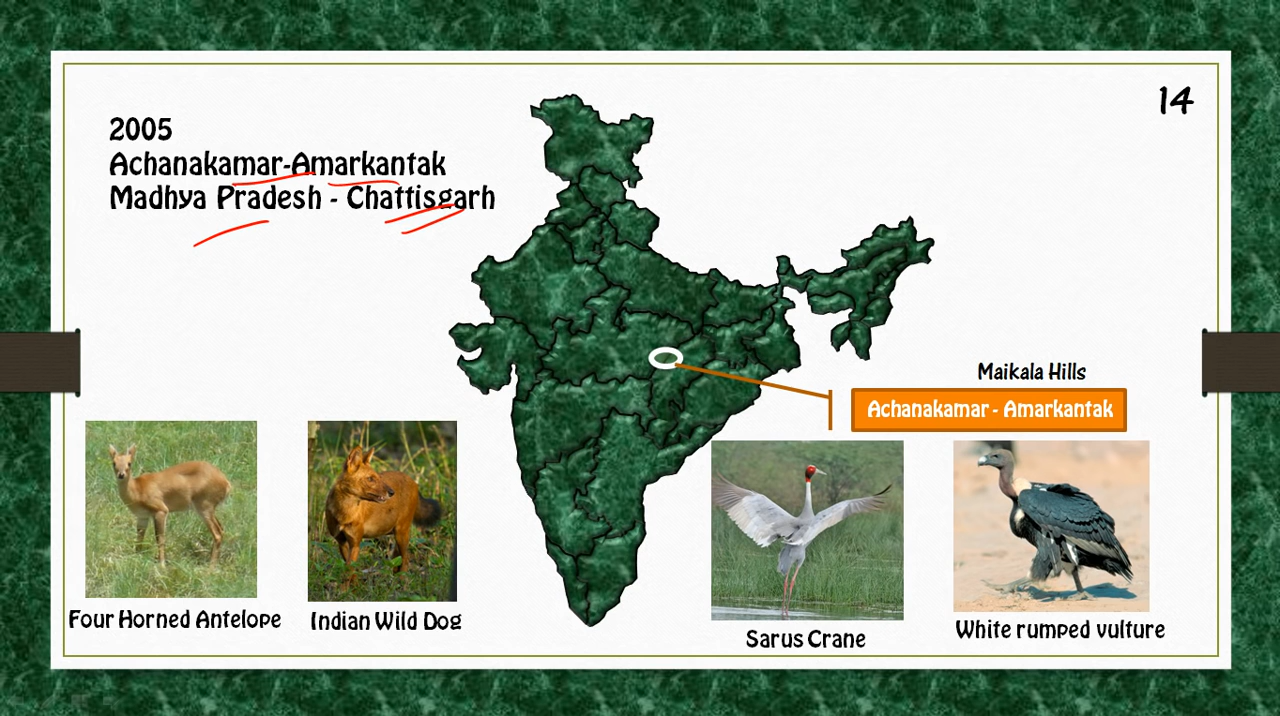 14
2005
Achanakamar-Amarkantak
Madhya Pradesh - Chattisgarh
Maikala Hills
Achanakamar - Amarkantak
Four Horned Antelope
Indian Wild Dog
Sarus Crane
White rumped vulture